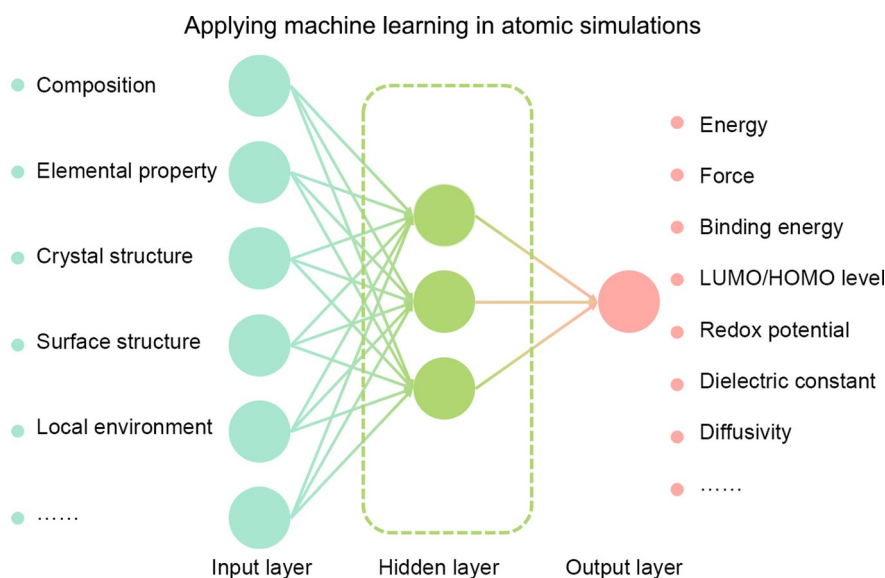 Applying machine learning in atomic simulations
Composition
Elemental property
Crystal structure
Surface structure
Local environment
……
Energy
Force
Binding energy
LUMO/HOMO level
Redox potential
Dielectric constant
Diffusivity
……
Input layer
Hidden layer
Output layer